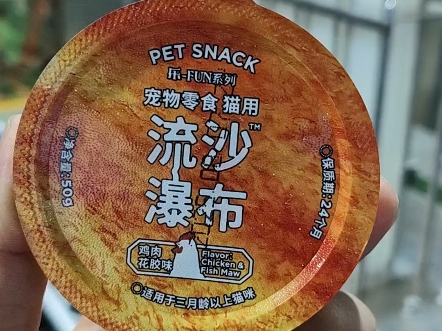 PET SNACK
乐-FUN系列
宠物零食 猫用
流沙™
瀑布
净含量:50g
保质期:24个月
鸡肉
花胶味
Flavor:
Chicken &
Fish Maw
适用于三月龄以上猫咪